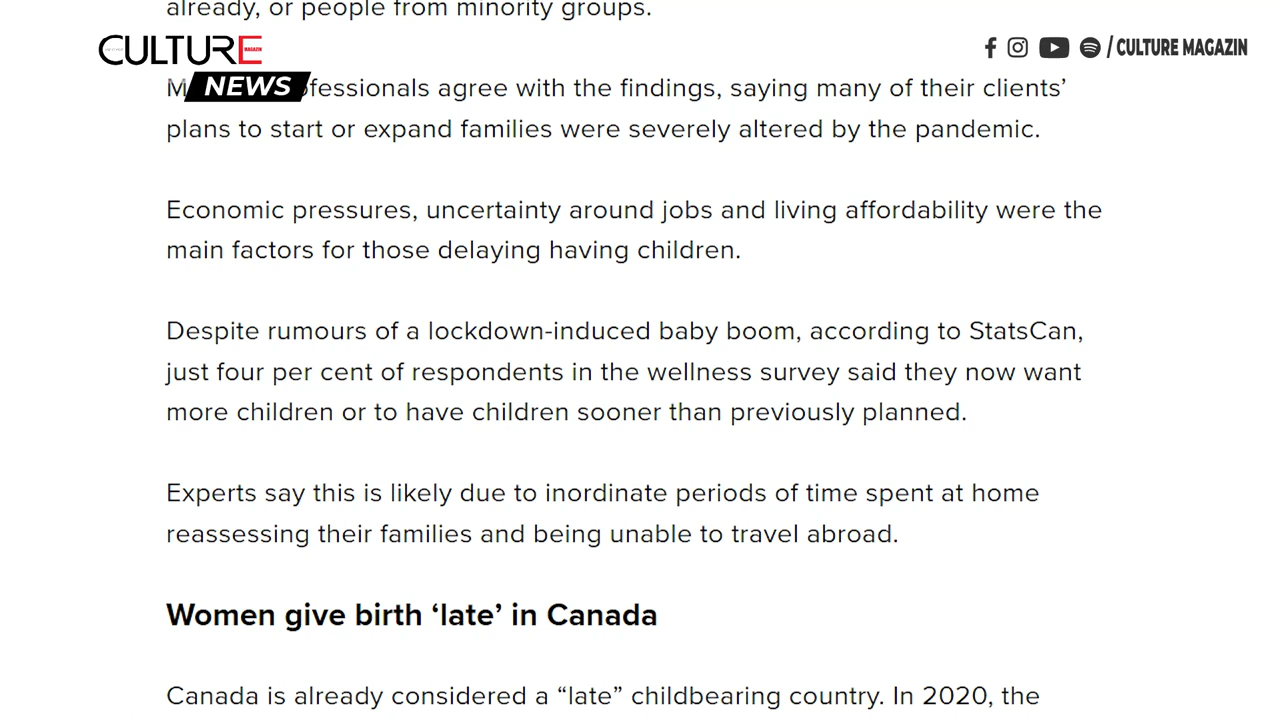 already, or people from minority groups.
CULTURE MAGAZIN
NEWS
/ CULTURE MAGAZIN
ofessionals agree with the findings, saying many of their clients’
plans to start or expand families were severely altered by the pandemic.
Economic pressures, uncertainty around jobs and living affordability were the
main factors for those delaying having children.
Despite rumours of a lockdown-induced baby boom, according to StatsCan,
just four per cent of respondents in the wellness survey said they now want
more children or to have children sooner than previously planned.
Experts say this is likely due to inordinate periods of time spent at home
reassessing their families and being unable to travel abroad.
Women give birth ‘late’ in Canada
Canada is already considered a “late” childbearing country. In 2020, the